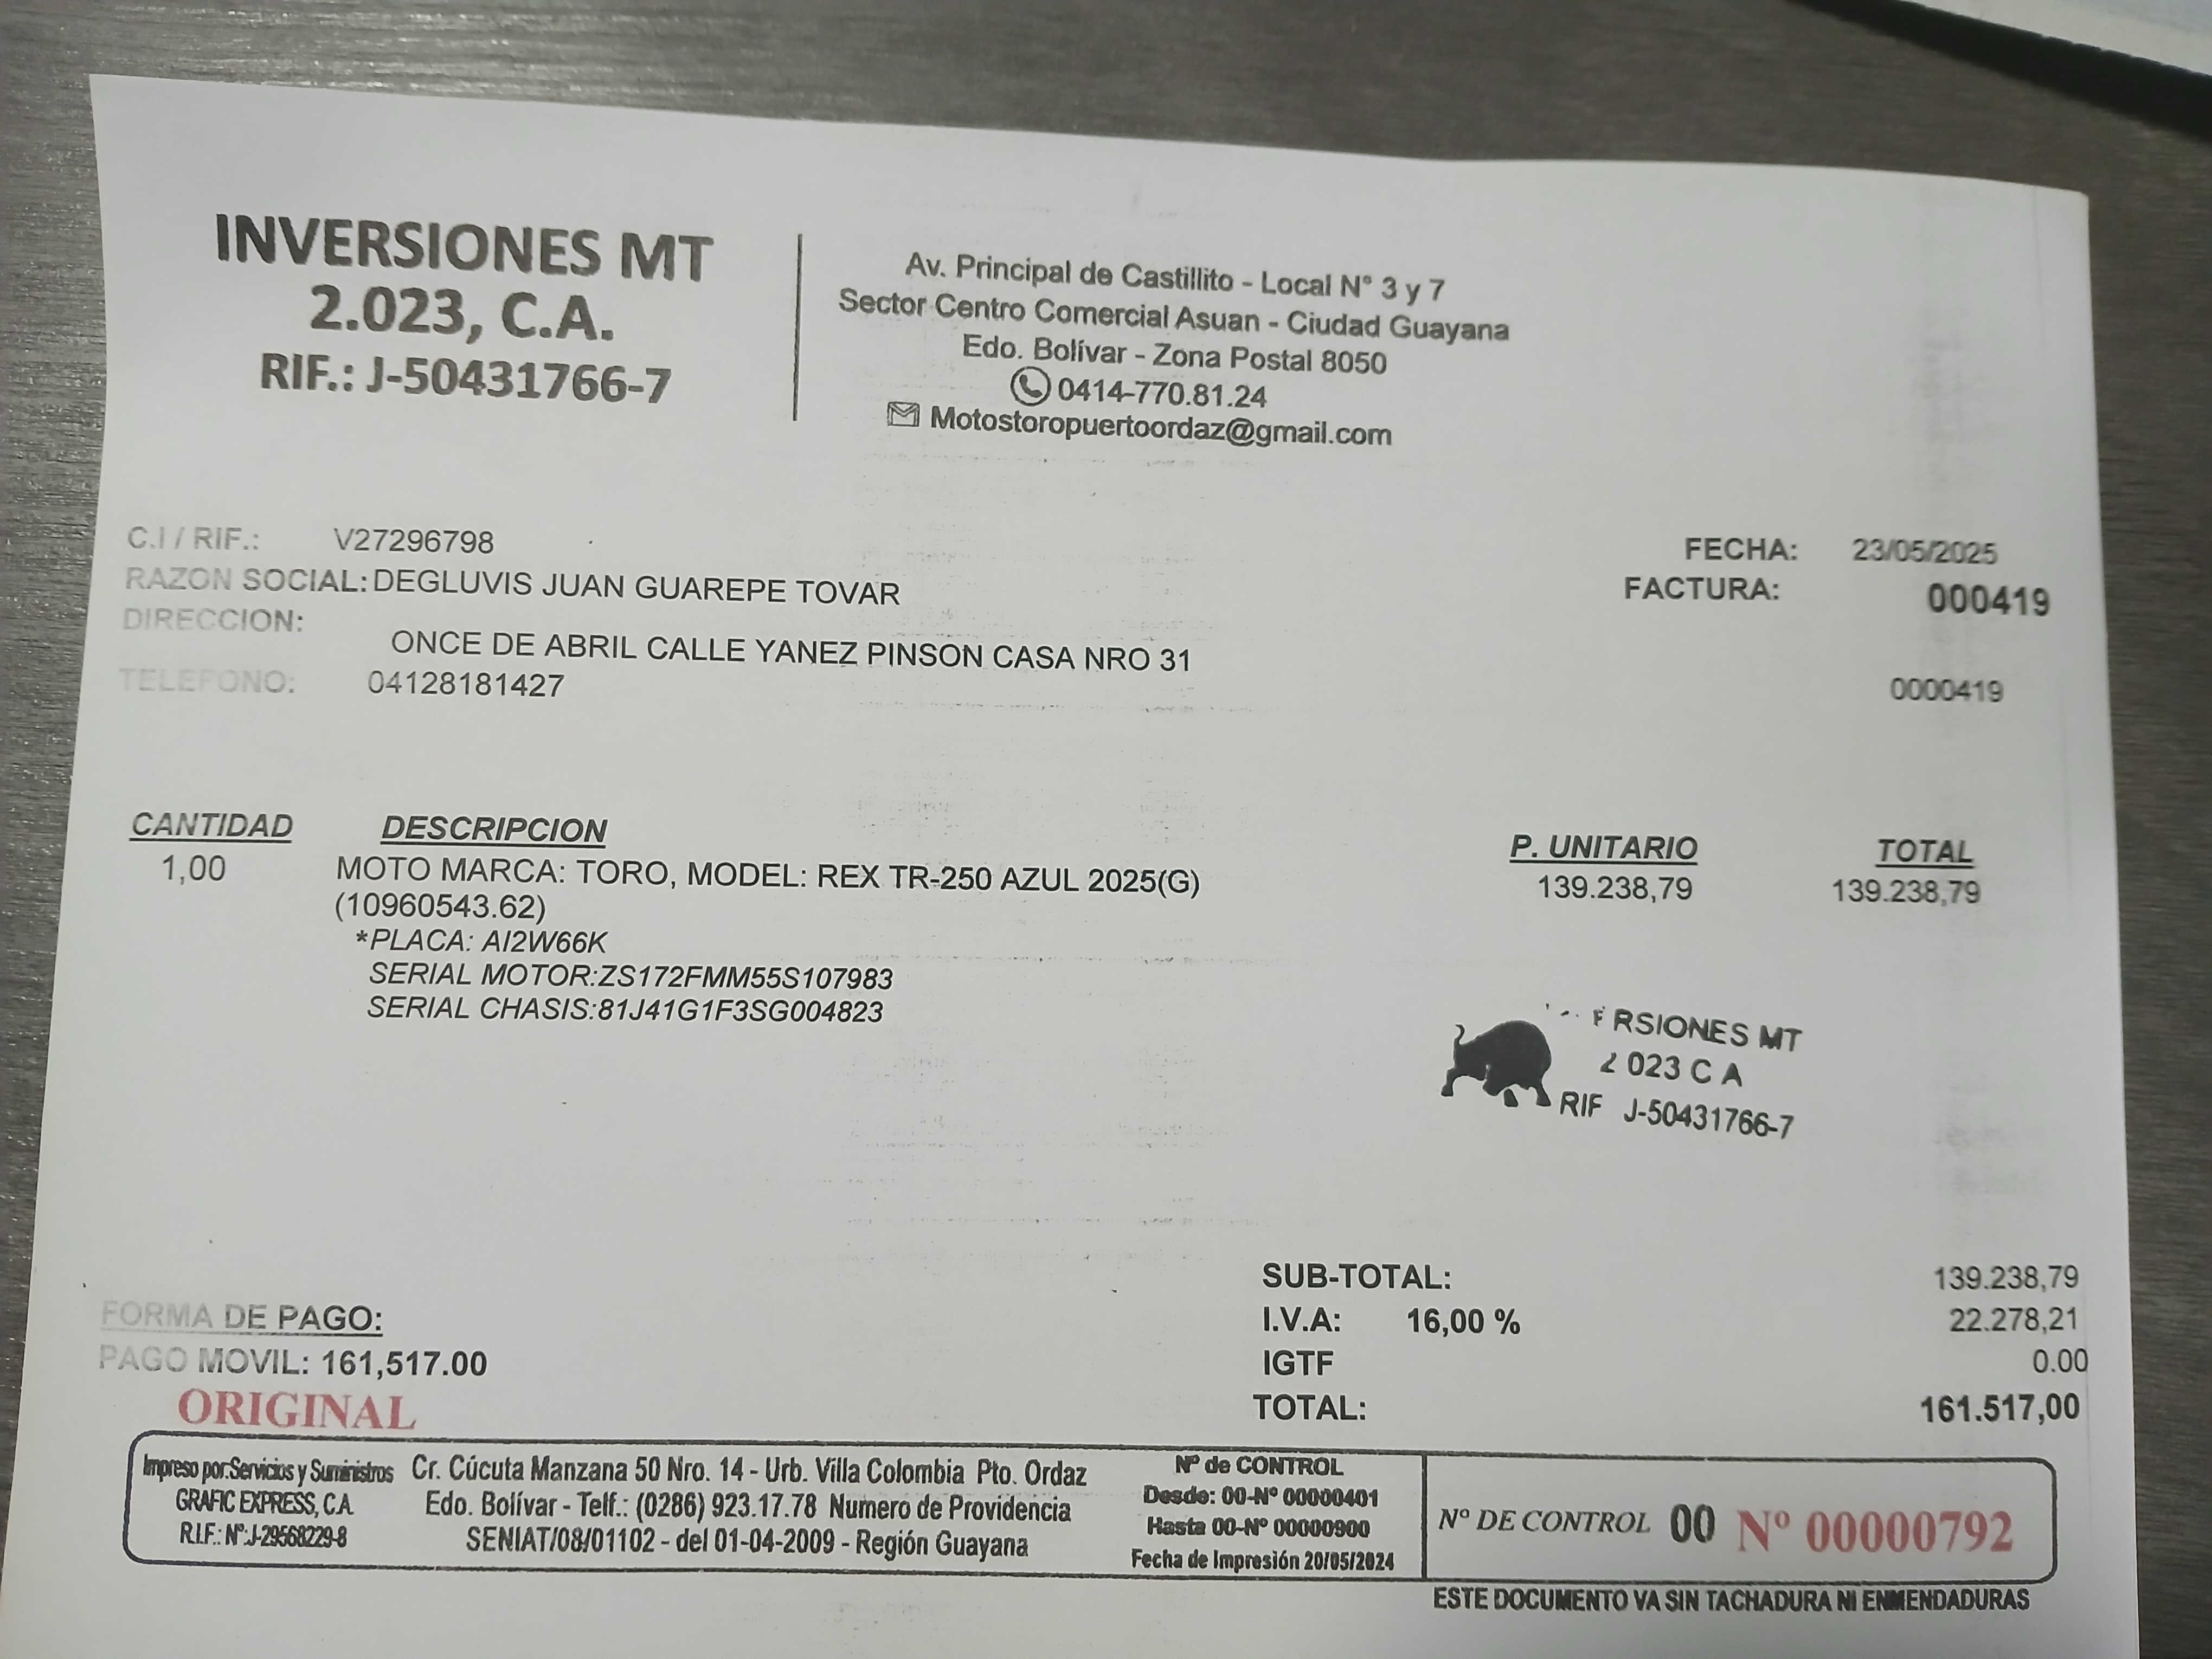 INVERSIONES MT
2.023, C.A.
RIF.: J-50431766-7
Av. Principal de Castillito - Local N° 3 y 7
Sector Centro Comercial Asuan - Ciudad Guayana
Edo. Bolívar - Zona Postal 8050
0414-770.81.24
Motostoropuertoordaz@gmail.com
C.I / RIF.: V27296798
RAZON SOCIAL: DEGLUVIS JUAN GUAREPE TOVAR
DIRECCION:
ONCE DE ABRIL CALLE YANEZ PINSON CASA NRO 31
TELEFONO: 04128181427
FECHA: 23/05/2025
FACTURA: 000419
0000419
CANTIDAD DESCRIPCION P. UNITARIO TOTAL
1,00 MOTO MARCA: TORO, MODEL: REX TR-250 AZUL 2025(G) 139.238,79 139.238,79
(10960543.62)
*PLACA: AI2W66K
SERIAL MOTOR:ZS172FMM55S107983
SERIAL CHASIS:81J41G1F3SG004823
ERSIONES MT
2 023 C A
RIF J-50431766-7
SUB-TOTAL: 139.238,79
I.V.A: 16,00 % 22.278,21
IGTF 0.00
TOTAL: 161.517,00
FORMA DE PAGO:
PAGO MOVIL: 161,517.00
ORIGINAL
Impreso por:Servicios y Suministros
GRAFIC EXPRESS, C.A.
R.I.F.: N°:J-29568229-8
Cr. Cúcuta Manzana 50 Nro. 14 - Urb. Villa Colombia Pto. Ordaz
Edo. Bolívar - Telf.: (0286) 923.17.78 Numero de Providencia
SENIAT/08/01102 - del 01-04-2009 - Región Guayana
Nº de CONTROL
Desde: 00-Nº 00000401
Hasta 00-Nº 00000900
Fecha de Impresión 20/05/2024
Nº DE CONTROL 00 Nº 00000792
ESTE DOCUMENTO VA SIN TACHADURA NI ENMENDADURAS